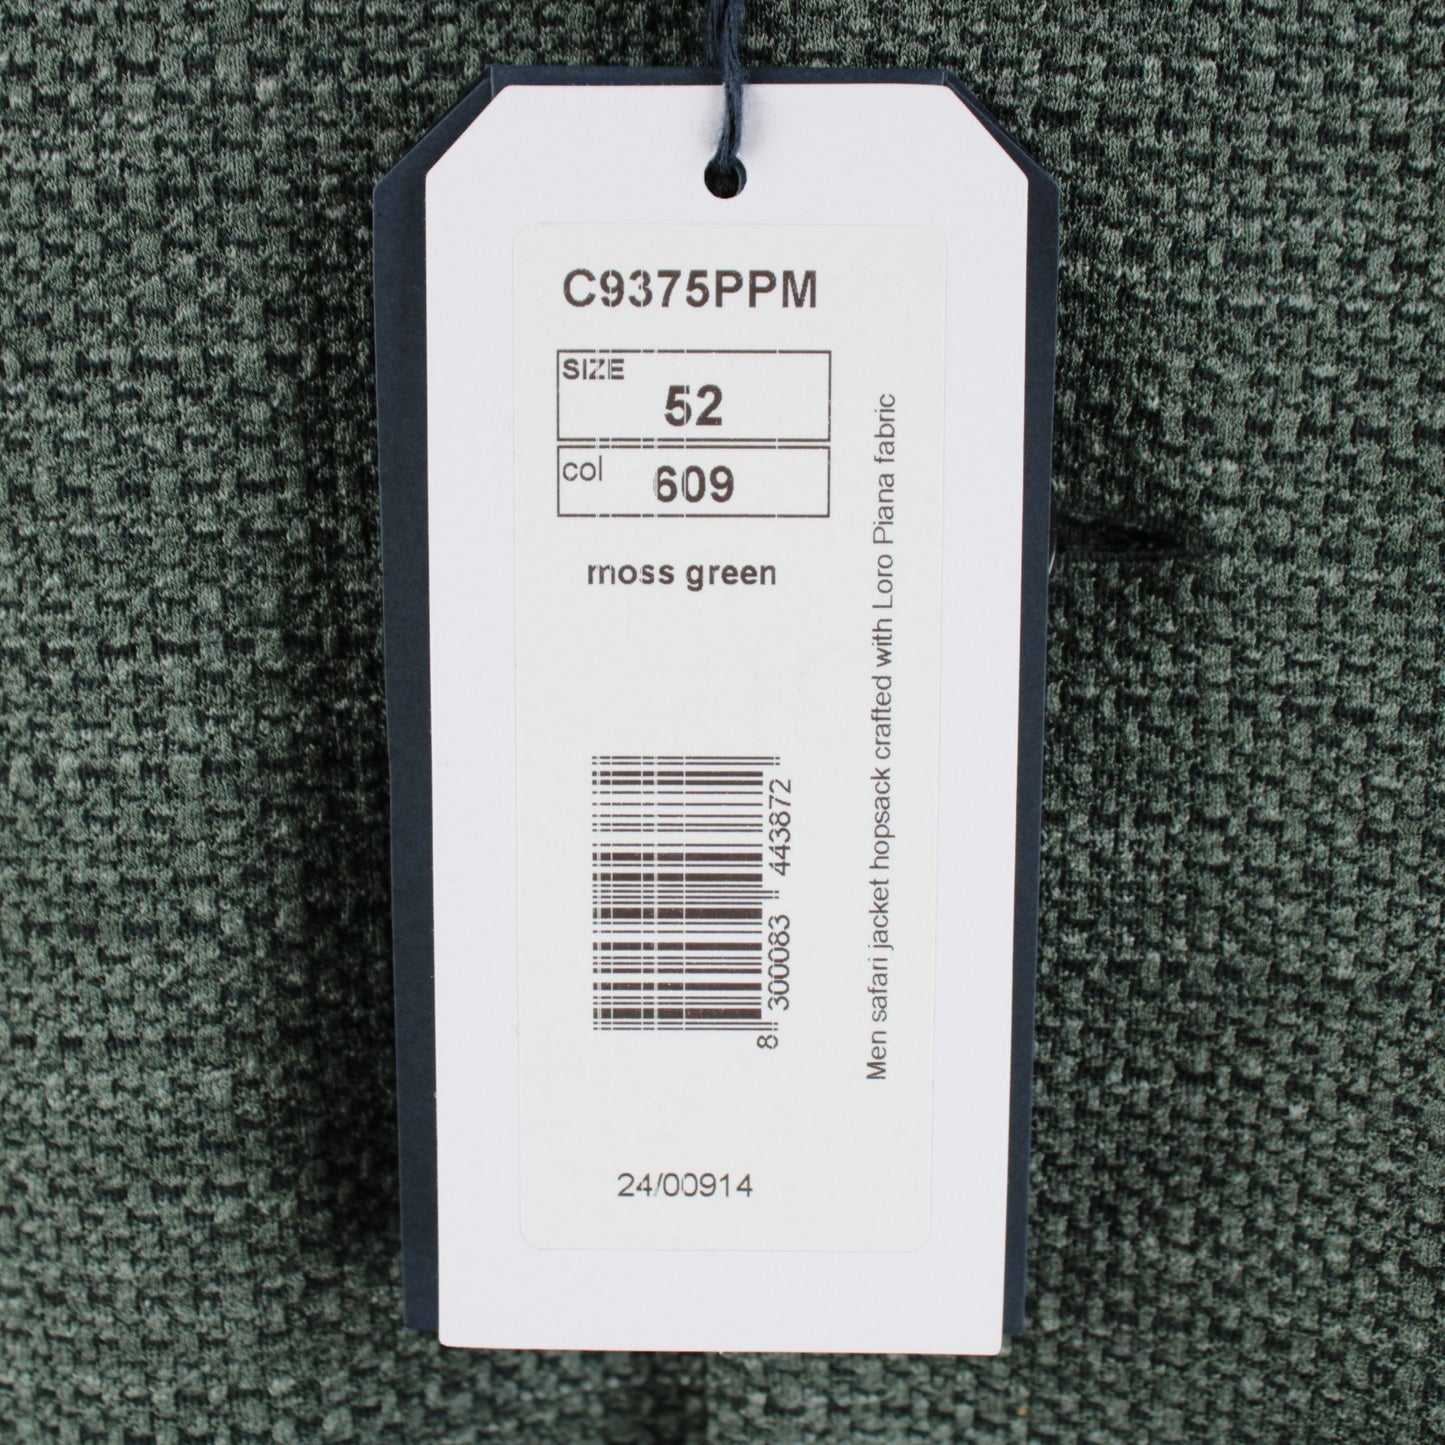 C9375PPM
SIZE
52
col
609
moss green
8 300083 443872
Men safari jacket hopsack crafted with Loro Piana fabric
24/00914